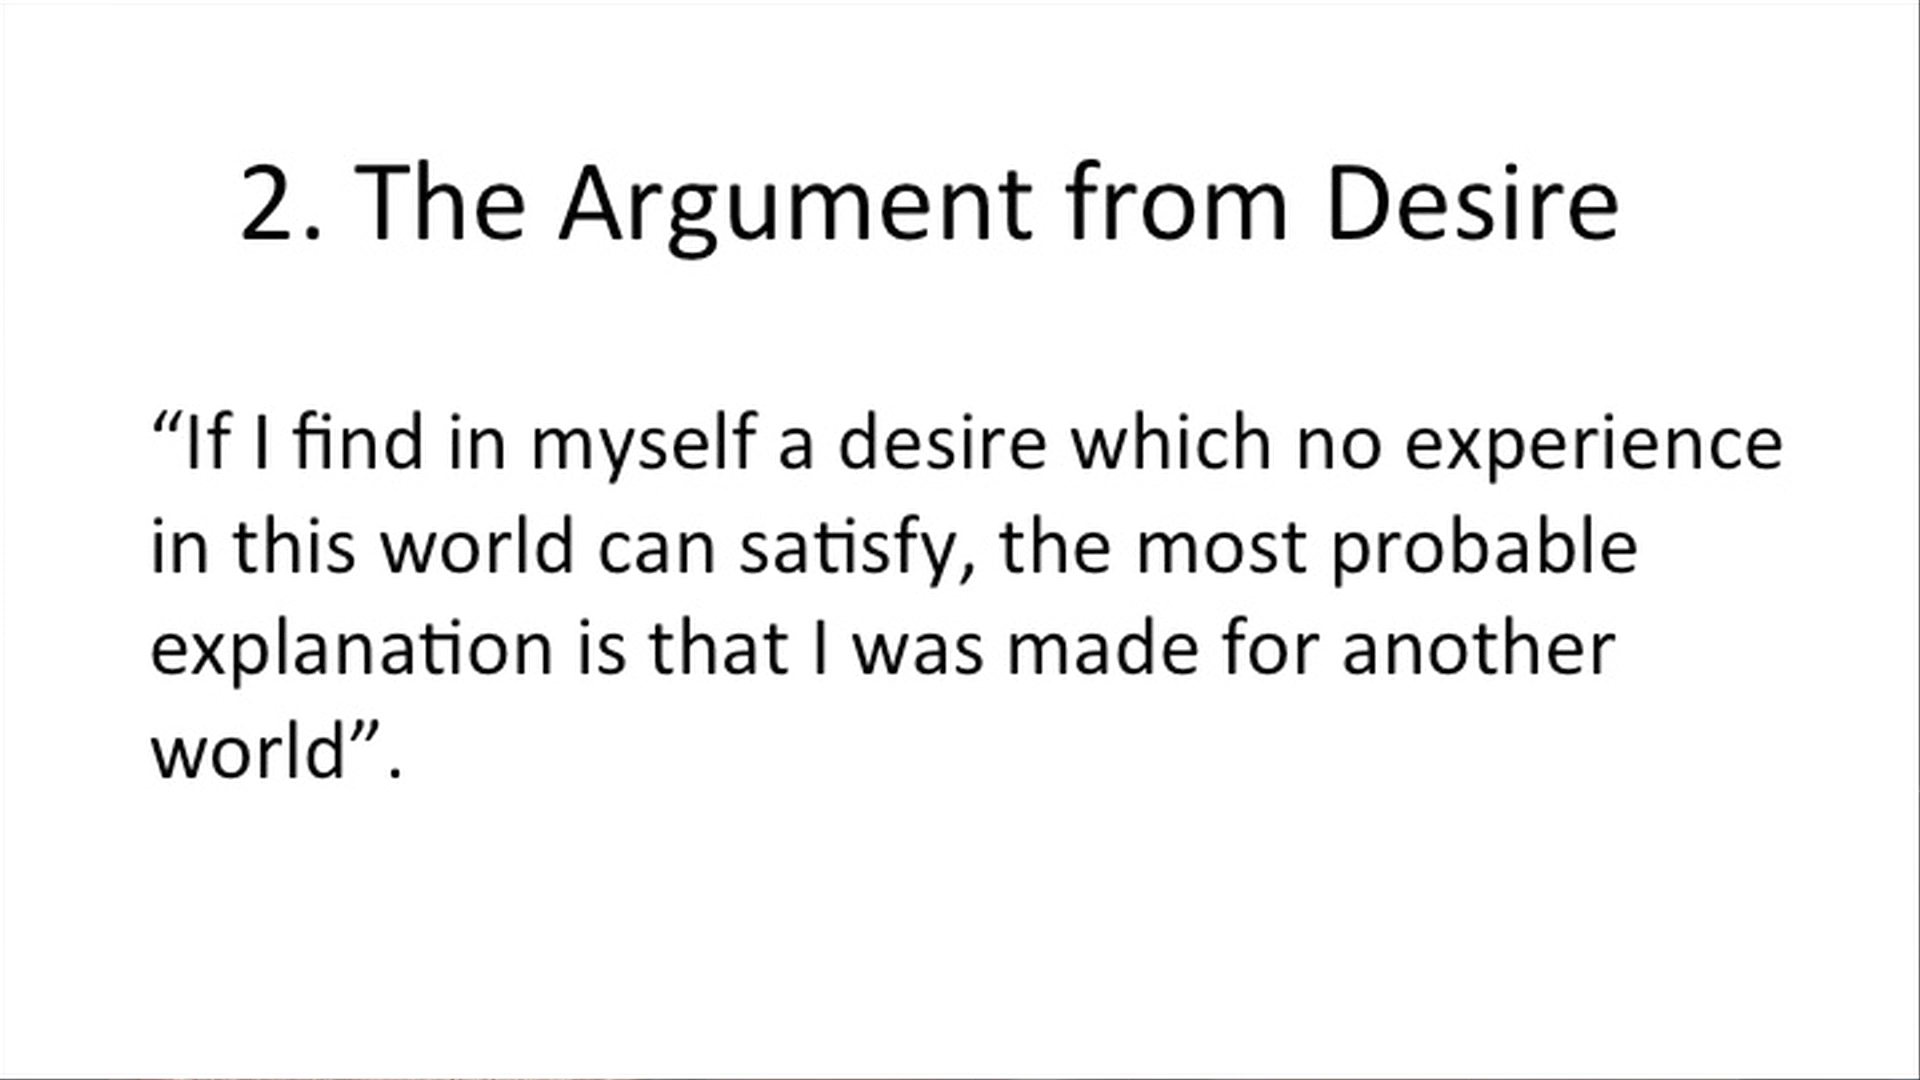 2. The Argument from Desire
“If I find in myself a desire which no experience
in this world can satisfy, the most probable
explanation is that I was made for another
world”.